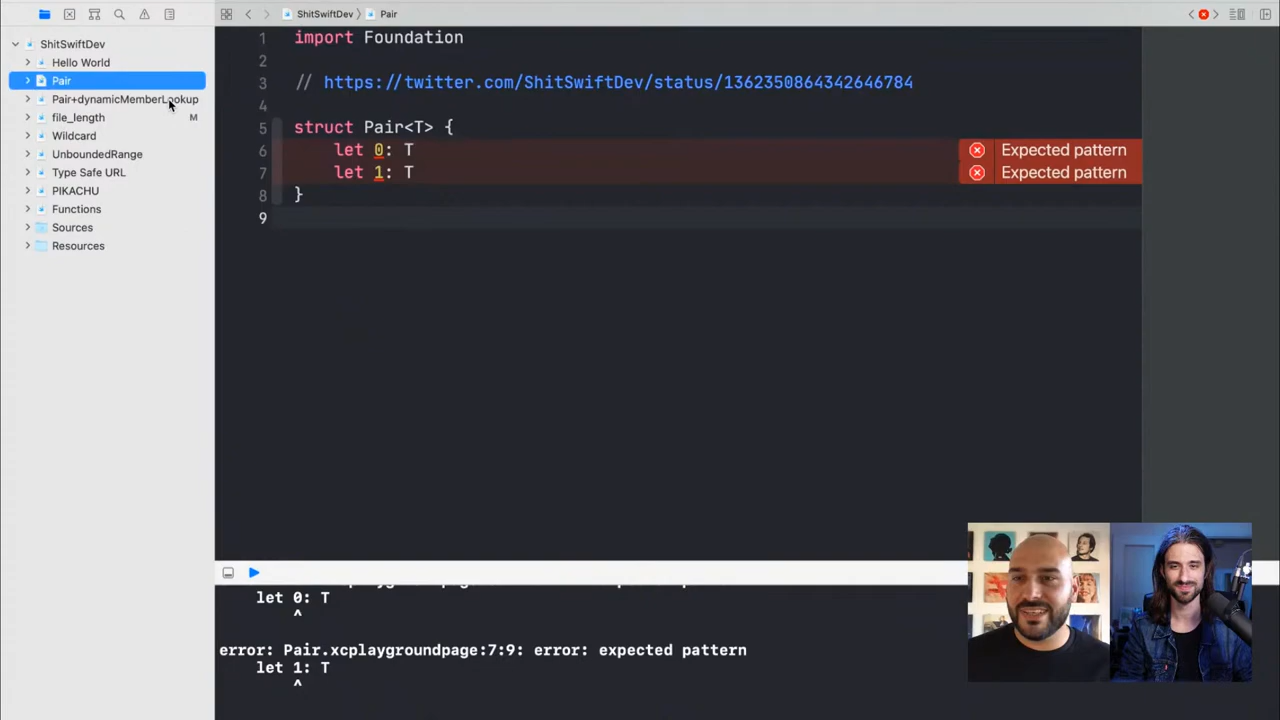 ShitSwiftDev
Hello World
Pair
Pair+dynamicMemberLookup
file_length M
Wildcard
UnboundedRange
Type Safe URL
PIKACHU
Functions
Sources
Resources
ShitSwiftDev 〉 Pair
1 import Foundation
2
3 // https://twitter.com/ShitSwiftDev/status/1362350864342646784
4
5 struct Pair<T> {
6 let 0: T Expected pattern
7 let 1: T Expected pattern
8 }
9
let 0: T
^
error: Pair.xcplaygroundpage:7:9: error: expected pattern
let 1: T
^